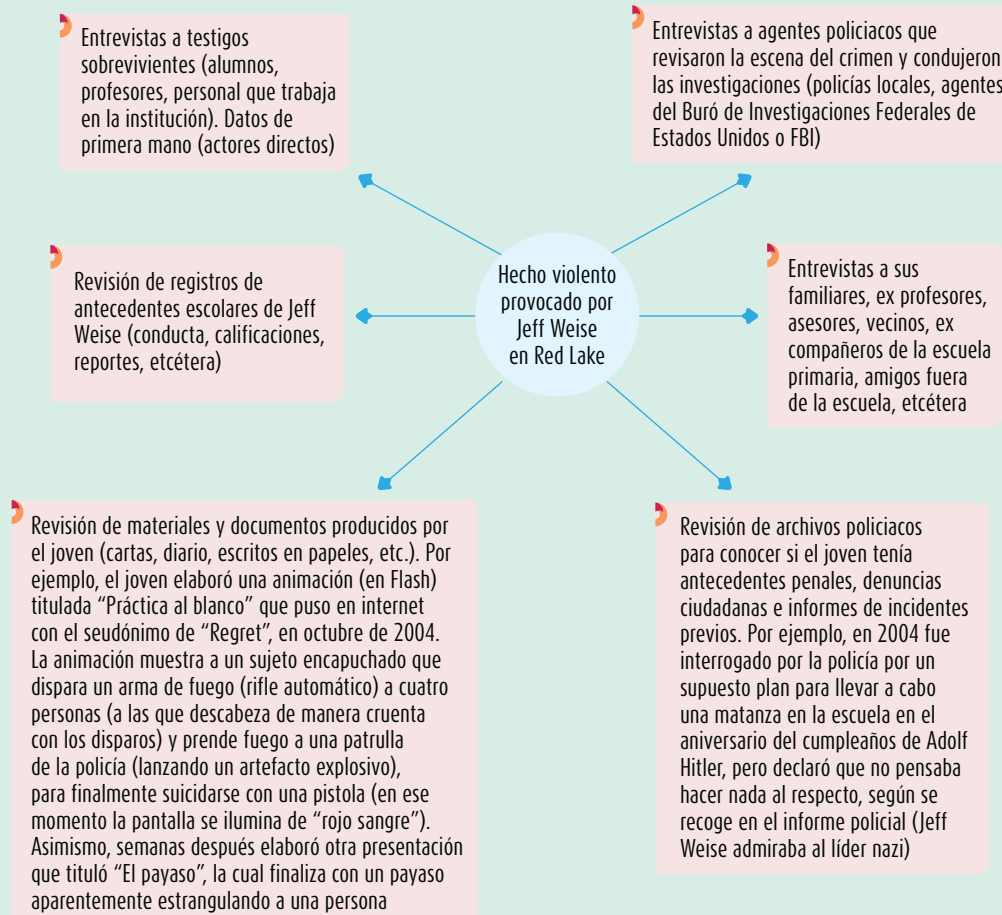 Entrevistas a testigos
sobrevivientes (alumnos,
profesores, personal que trabaja
en la institución). Datos de
primera mano (actores directos)
Entrevistas a agentes policiacos que
revisaron la escena del crimen y condujeron
las investigaciones (policías locales, agentes
del Buró de Investigaciones Federales de
Estados Unidos o FBI)
Revisión de registros de
antecedentes escolares de Jeff
Weise (conducta, calificaciones,
reportes, etcétera)
Hecho violento
provocado por
Jeff Weise
en Red Lake
Entrevistas a sus
familiares, ex profesores,
asesores, vecinos, ex
compañeros de la escuela
primaria, amigos fuera
de la escuela, etcétera
Revisión de materiales y documentos producidos por
el joven (cartas, diario, escritos en papeles, etc.). Por
ejemplo, el joven elaboró una animación (en Flash)
titulada “Práctica al blanco” que puso en internet
con el seudónimo de “Regret”, en octubre de 2004.
La animación muestra a un sujeto encapuchado que
dispara un arma de fuego (rifle automático) a cuatro
personas (a las que descabeza de manera cruenta
con los disparos) y prende fuego a una patrulla
de la policía (lanzando un artefacto explosivo),
para finalmente suicidarse con una pistola (en ese
momento la pantalla se ilumina de “rojo sangre”).
Asimismo, semanas después elaboró otra presentación
que tituló “El payaso”, la cual finaliza con un payaso
aparentemente estrangulando a una persona
Revisión de archivos policiacos
para conocer si el joven tenía
antecedentes penales, denuncias
ciudadanas e informes de incidentes
previos. Por ejemplo, en 2004 fue
interrogado por la policía por un
supuesto plan para llevar a cabo
una matanza en la escuela en el
aniversario del cumpleaños de Adolf
Hitler, pero declaró que no pensaba
hacer nada al respecto, según se
recoge en el informe policial (Jeff
Weise admiraba al líder nazi)